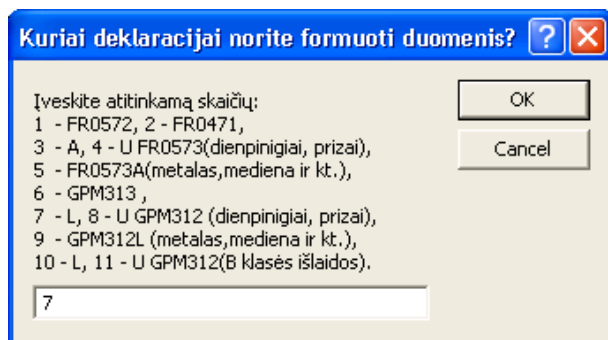 Kuriai deklaracijai norite formuoti duomenis?
Įveskite atitinkamą skaičių:
1 - FR0572, 2 - FR0471,
3 - A, 4 - U FR0573(dienpinigiai, prizai),
5 - FR0573A(metalas,mediena ir kt.),
6 - GPM313 ,
7 - L, 8 - U GPM312 (dienpinigiai, prizai),
9 - GPM312L (metalas,mediena ir kt.),
10 - L, 11 - U GPM312(B klasės išlaidos).
OK
Cancel
7